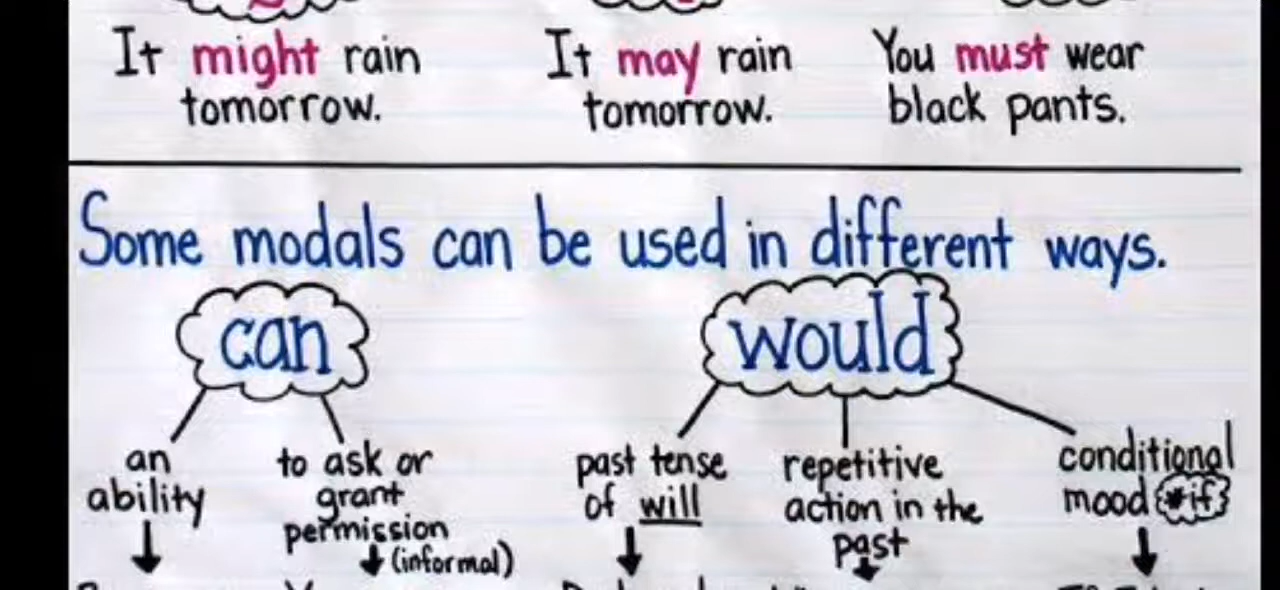 It might rain
tomorrow.
It may rain
tomorrow.
You must wear
black pants.
Some modals can be used in different ways.
can
would
an
ability
to ask or
grant
permission
(informal)
past tense
of will
repetitive
action in the
past
conditional
mood *if